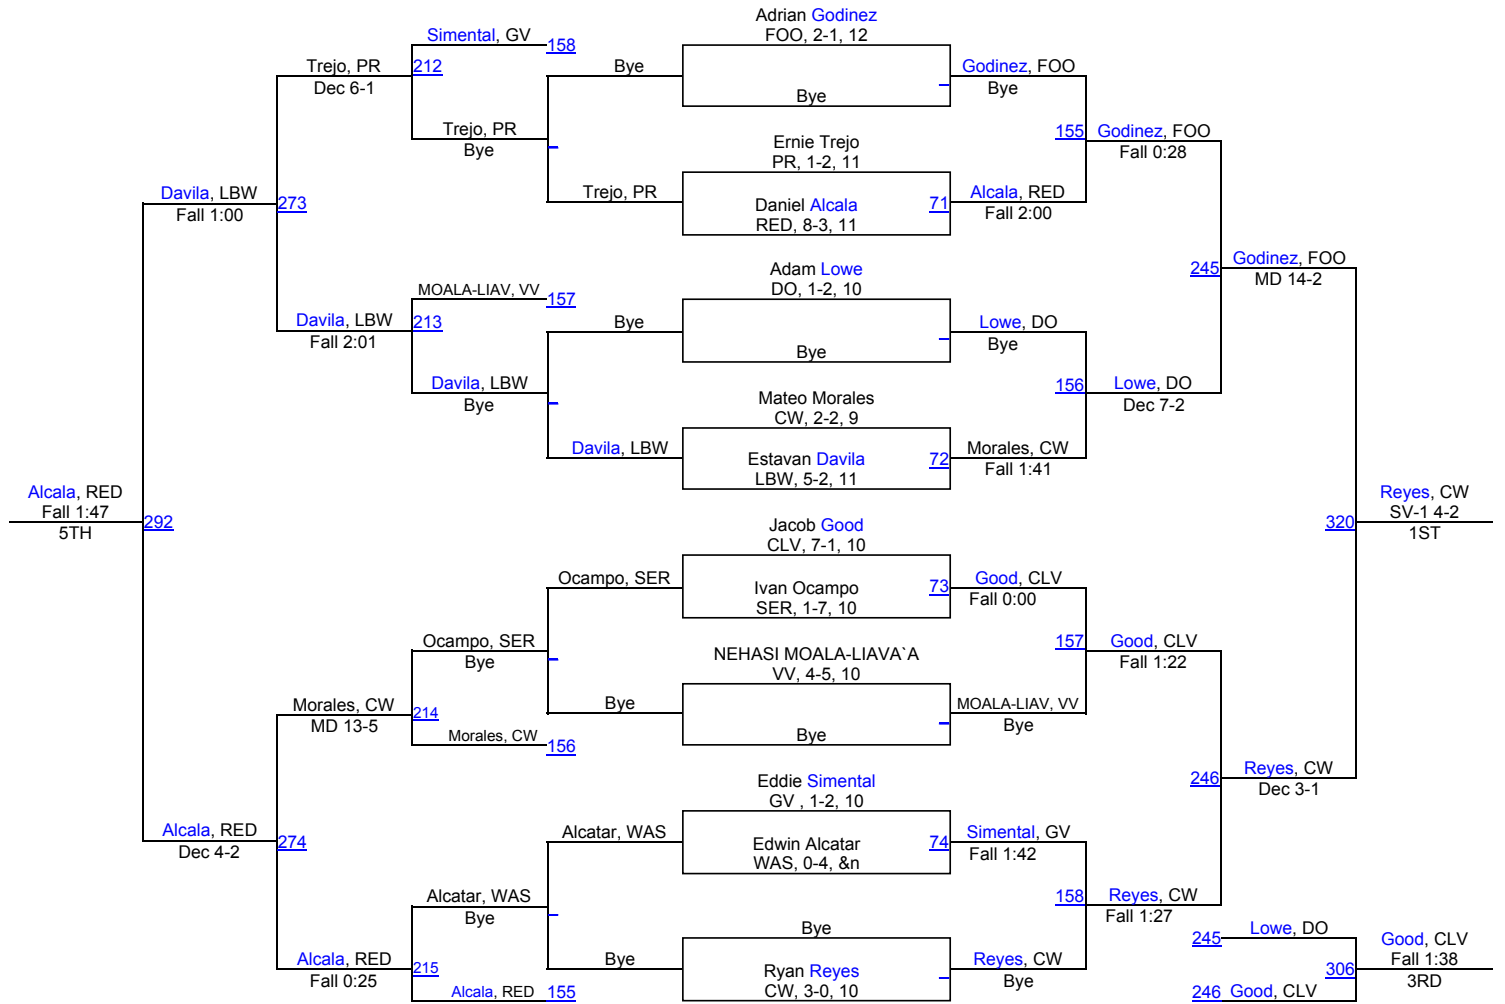 Adrian Godinez
FOO, 2-1, 12
Bye
Ernie Trejo
PR, 1-2, 11
Daniel Alcala
RED, 8-3, 11
71
Adam Lowe
DO, 1-2, 10
Bye
Mateo Morales
CW, 2-2, 9
Estavan Davila
LBW, 5-2, 11
72
Jacob Good
CLV, 7-1, 10
Ivan Ocampo
SER, 1-7, 10
73
NEHASI MOALA-LIAVA`A
VV, 4-5, 10
Bye
Eddie Simental
GV , 1-2, 10
Edwin Alcatar
WAS, 0-4, &n
74
Bye
Ryan Reyes
CW, 3-0, 10
Godinez, FOO
Bye
155
Alcala, RED
Fall 2:00
Lowe, DO
Bye
156
Morales, CW
Fall 1:41
Good, CLV
Fall 0:00
157
MOALA-LIAV, VV
Bye
Simental, GV
Fall 1:42
158
Reyes, CW
Bye
Godinez, FOO
Fall 0:28
245
Lowe, DO
Dec 7-2
Good, CLV
Fall 1:22
246
Reyes, CW
Fall 1:27
Godinez, FOO
MD 14-2
320
Reyes, CW
Dec 3-1
Reyes, CW
SV-1 4-2
1ST
245
Lowe, DO
306
246
Good, CLV
Good, CLV
Fall 1:38
3RD
Bye
Trejo, PR
Bye
Davila, LBW
Ocampo, SER
Bye
Alcatar, WAS
Bye
Simental, GV
158
212
Trejo, PR
Bye
MOALA-LIAV, VV
157
213
Davila, LBW
Bye
Ocampo, SER
Bye
214
Morales, CW
156
Alcatar, WAS
Bye
215
Alcala, RED
155
Trejo, PR
Dec 6-1
273
Davila, LBW
Fall 2:01
Morales, CW
MD 13-5
274
Alcala, RED
Fall 0:25
Davila, LBW
Fall 1:00
292
Alcala, RED
Dec 4-2
Alcala, RED
Fall 1:47
5TH